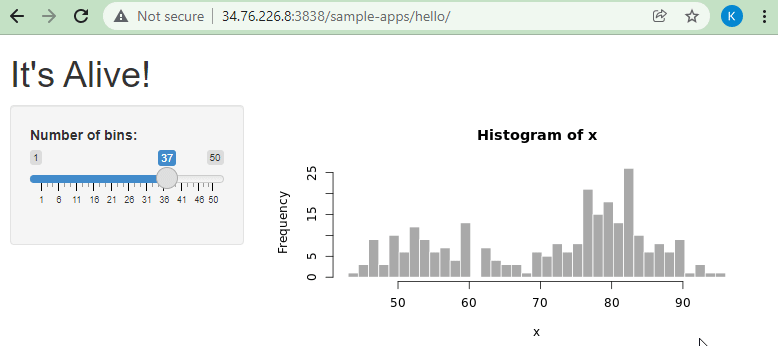 Not secure | 34.76.226.8:3838/sample-apps/hello/
K
It's Alive!
Number of bins:
1 37 50
1 6 11 16 21 26 31 36 41 46 50
Histogram of x
Frequency
0 5 15 25
50 60 70 80 90
x